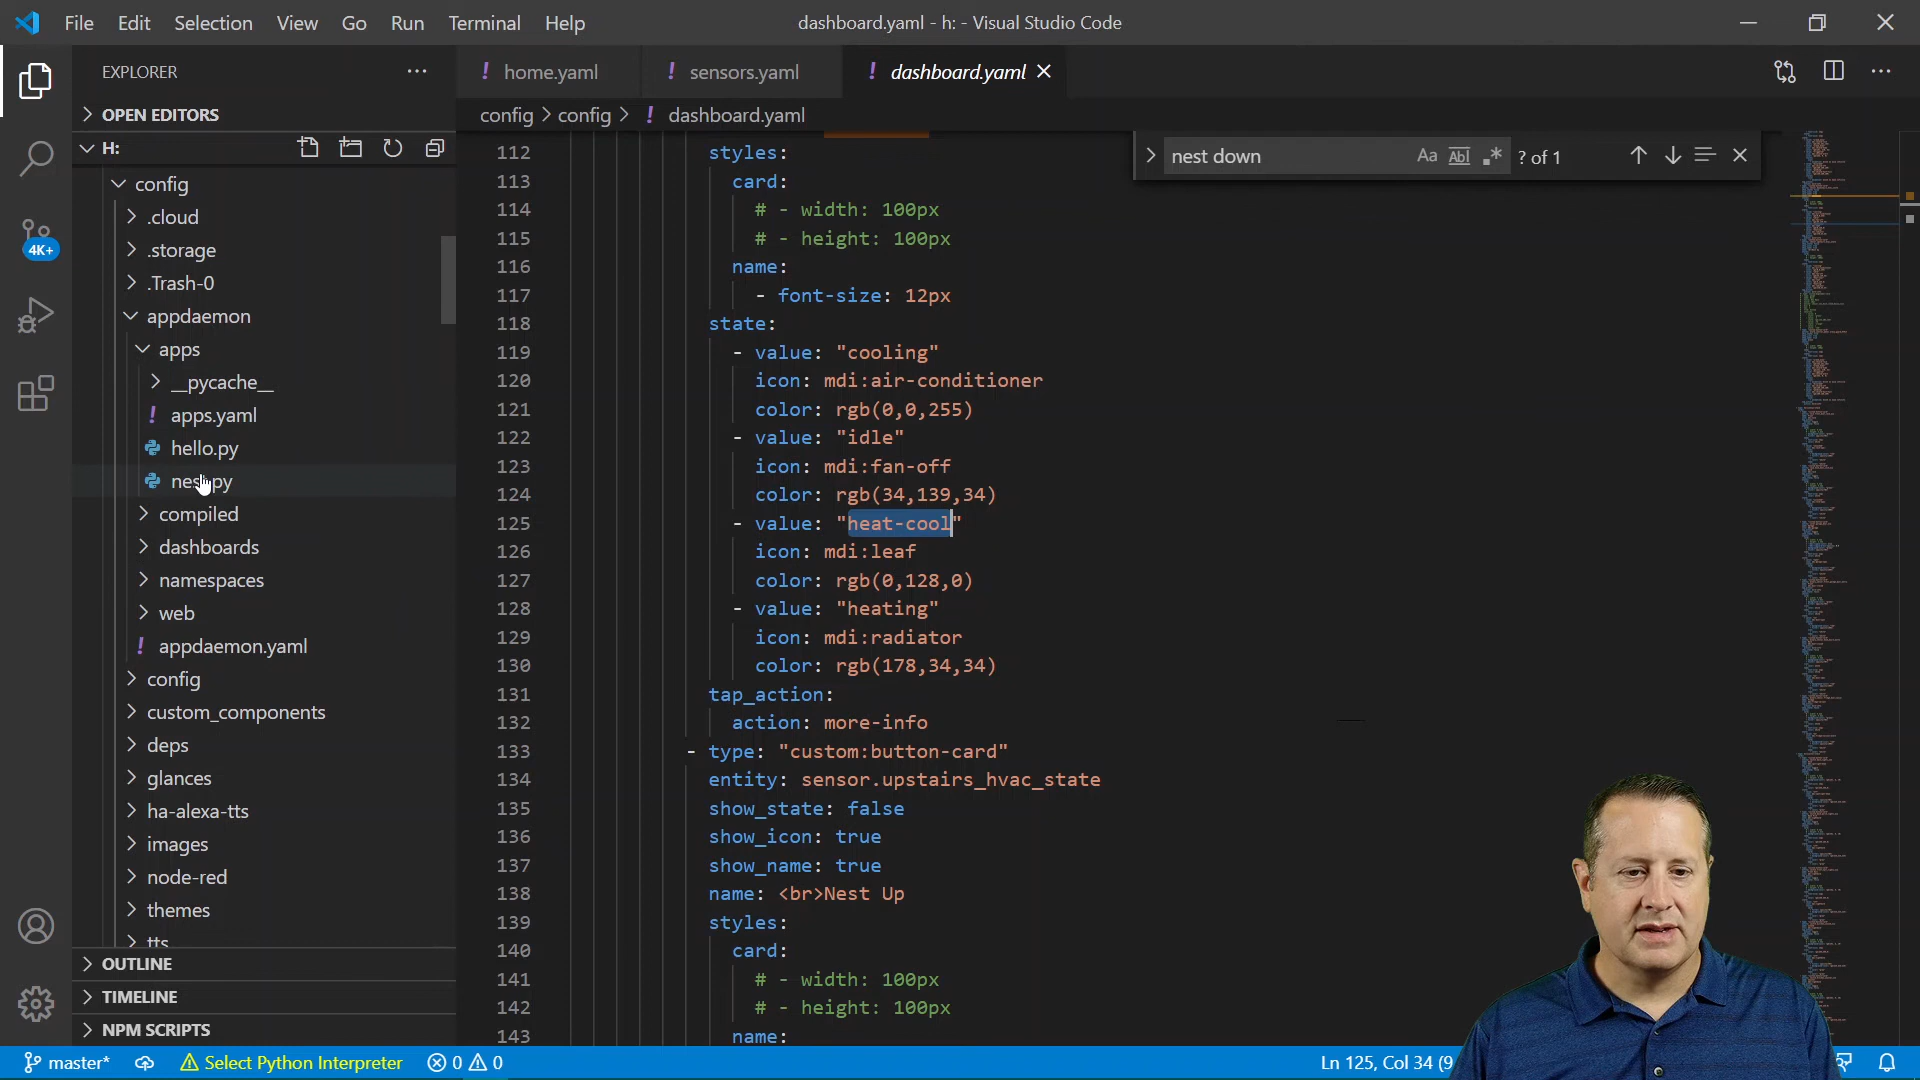 File Edit Selection View Go Run Terminal Help
dashboard.yaml - h: - Visual Studio Code
EXPLORER
! home.yaml
! sensors.yaml
! dashboard.yaml
OPEN EDITORS
config > config > ! dashboard.yaml
H:
nest down
Aa Abl .* ? of 1
config
.cloud
.storage
.Trash-0
appdaemon
apps
__pycache__
! apps.yaml
hello.py
nest.py
compiled
dashboards
namespaces
web
! appdaemon.yaml
config
custom_components
deps
glances
ha-alexa-tts
images
node-red
themes
tts
OUTLINE
TIMELINE
NPM SCRIPTS
4K+
112 styles:
113 card:
114 # - width: 100px
115 # - height: 100px
116 name:
117 - font-size: 12px
118 state:
119 - value: "cooling"
120 icon: mdi:air-conditioner
121 color: rgb(0,0,255)
122 - value: "idle"
123 icon: mdi:fan-off
124 color: rgb(34,139,34)
125 - value: "heat-cool"
126 icon: mdi:leaf
127 color: rgb(0,128,0)
128 - value: "heating"
129 icon: mdi:radiator
130 color: rgb(178,34,34)
131 tap_action:
132 action: more-info
133 - type: "custom:button-card"
134 entity: sensor.upstairs_hvac_state
135 show_state: false
136 show_icon: true
137 show_name: true
138 name: <br>Nest Up
139 styles:
140 card:
141 # - width: 100px
142 # - height: 100px
143 name:
master* Select Python Interpreter 0 0
Ln 125, Col 34 (9